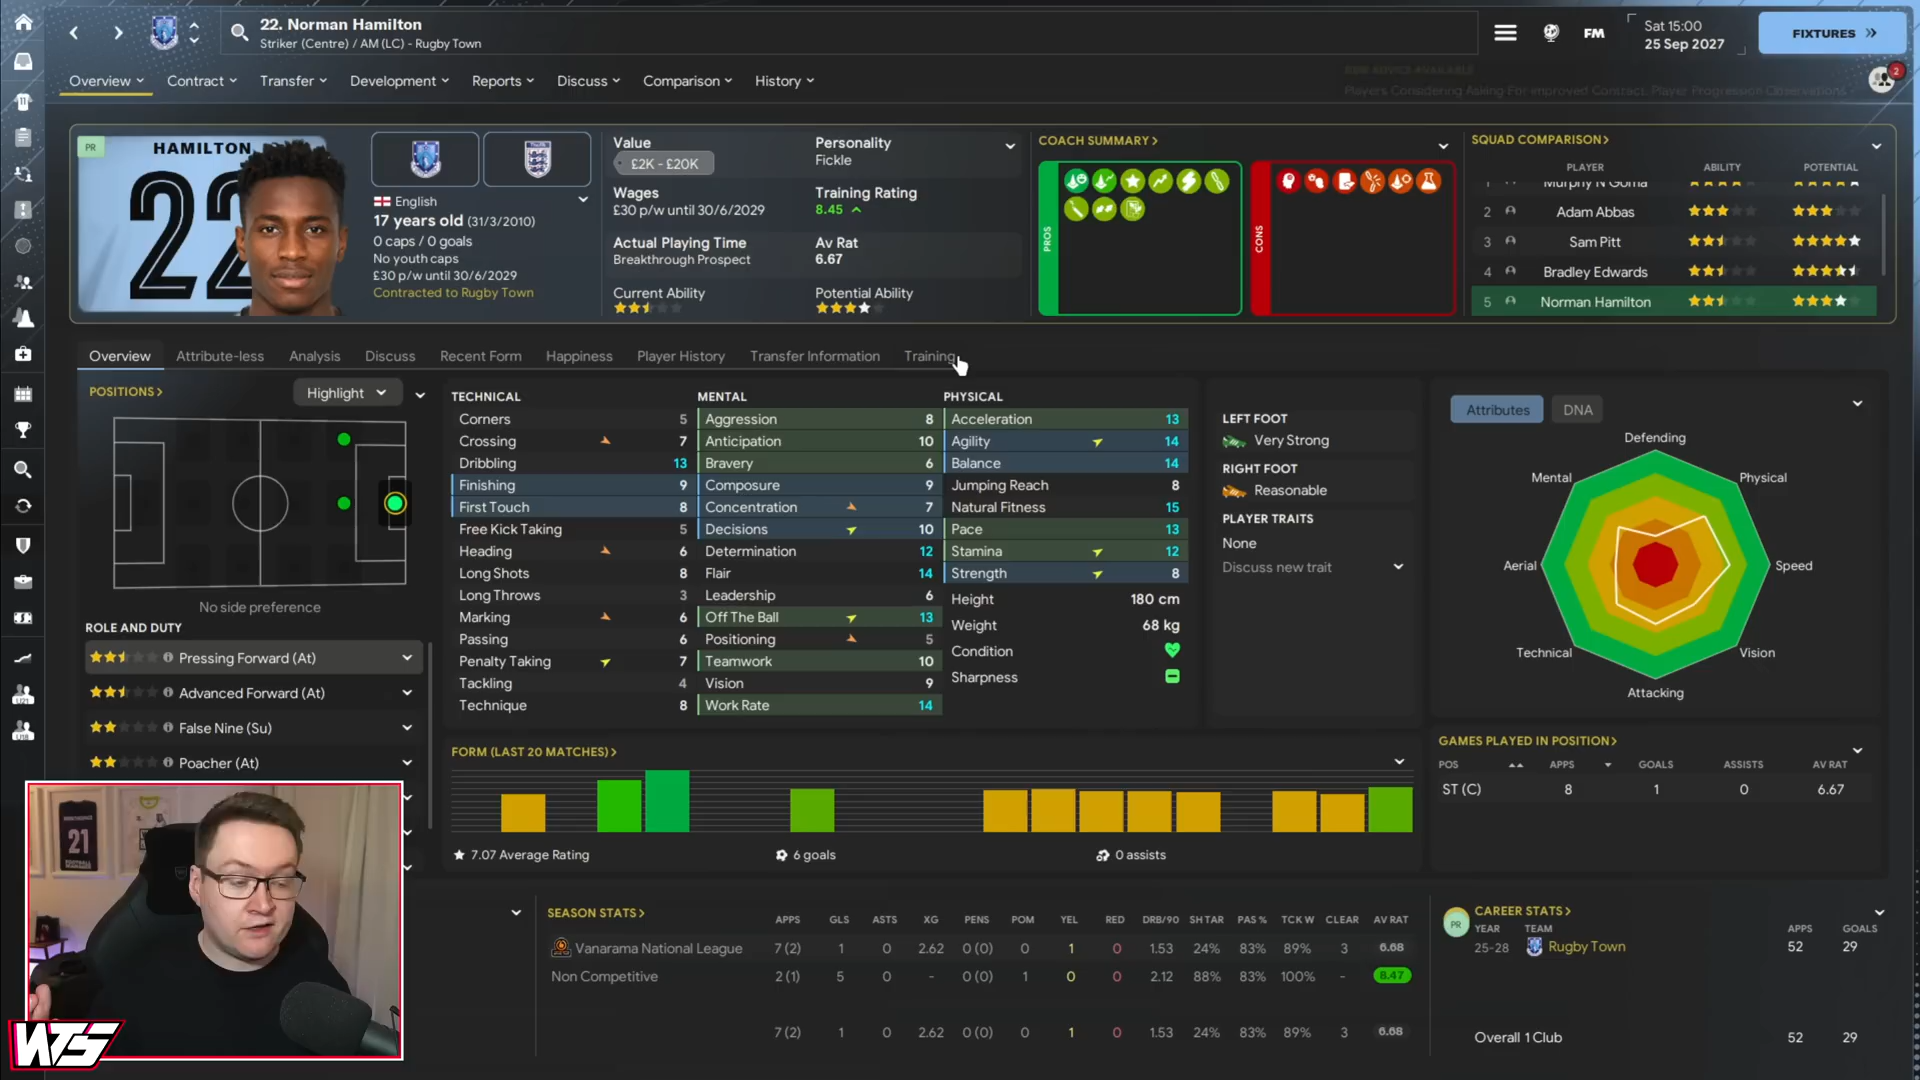 22. Norman Hamilton
Striker (Centre) / AM (LC) - Rugby Town
FM
Sat 15:00
25 Sep 2027
FIXTURES
Overview
Contract
Transfer
Development
Reports
Discuss
Comparison
History
Players Considering Asking For Improved Contract, Player Progression Observations
2
PR
HAMILTON
22
English
17 years old (31/3/2010)
0 caps / 0 goals
No youth caps
£30 p/w until 30/6/2029
Contracted to Rugby Town
Value
£2K - £20K
Personality
Fickle
Wages
£30 p/w until 30/6/2029
Training Rating
8.45
Actual Playing Time
Breakthrough Prospect
Av Rat
6.67
Current Ability
Potential Ability
COACH SUMMARY >
PROS
CONS
SQUAD COMPARISON >
PLAYER ABILITY POTENTIAL
1 Murphy N'Goma
2 Adam Abbas
3 Sam Pitt
4 Bradley Edwards
5 Norman Hamilton
Overview
Attribute-less
Analysis
Discuss
Recent Form
Happiness
Player History
Transfer Information
Training
POSITIONS >
Highlight
No side preference
ROLE AND DUTY
Pressing Forward (At)
Advanced Forward (At)
False Nine (Su)
Poacher (At)
TECHNICAL
Corners 5
Crossing 7
Dribbling 13
Finishing 9
First Touch 8
Free Kick Taking 5
Heading 6
Long Shots 8
Long Throws 3
Marking 6
Passing 6
Penalty Taking 7
Tackling 4
Technique 8
MENTAL
Aggression 8
Anticipation 10
Bravery 6
Composure 9
Concentration 7
Decisions 10
Determination 12
Flair 14
Leadership 6
Off The Ball 13
Positioning 5
Teamwork 10
Vision 9
Work Rate 14
PHYSICAL
Acceleration 13
Agility 14
Balance 14
Jumping Reach 8
Natural Fitness 15
Pace 13
Stamina 12
Strength 8
Height 180 cm
Weight 68 kg
Condition
Sharpness
LEFT FOOT
Very Strong
RIGHT FOOT
Reasonable
PLAYER TRAITS
None
Discuss new trait
Attributes
DNA
Defending
Physical
Speed
Vision
Attacking
Technical
Aerial
Mental
FORM (LAST 20 MATCHES) >
7.07 Average Rating
6 goals
0 assists
GAMES PLAYED IN POSITION >
POS APPS GOALS ASSISTS AV RAT
ST (C) 8 1 0 6.67
SEASON STATS >
APPS GLS ASTS XG PENS POM YEL RED DRB/90 SH TAR PAS % TCK W CLEAR AV RAT
Vanarama National League 7 (2) 1 0 2.62 0 (0) 0 1 0 1.53 24% 83% 89% 3 6.68
Non Competitive 2 (1) 5 0 - 0 (0) 1 0 0 2.12 88% 83% 100% - 8.47
7 (2) 1 0 2.62 0 (0) 0 1 0 1.53 24% 83% 89% 3 6.68
PR
CAREER STATS >
YEAR TEAM APPS GOALS
25-28 Rugby Town 52 29
Overall 1 Club 52 29
21
WTS